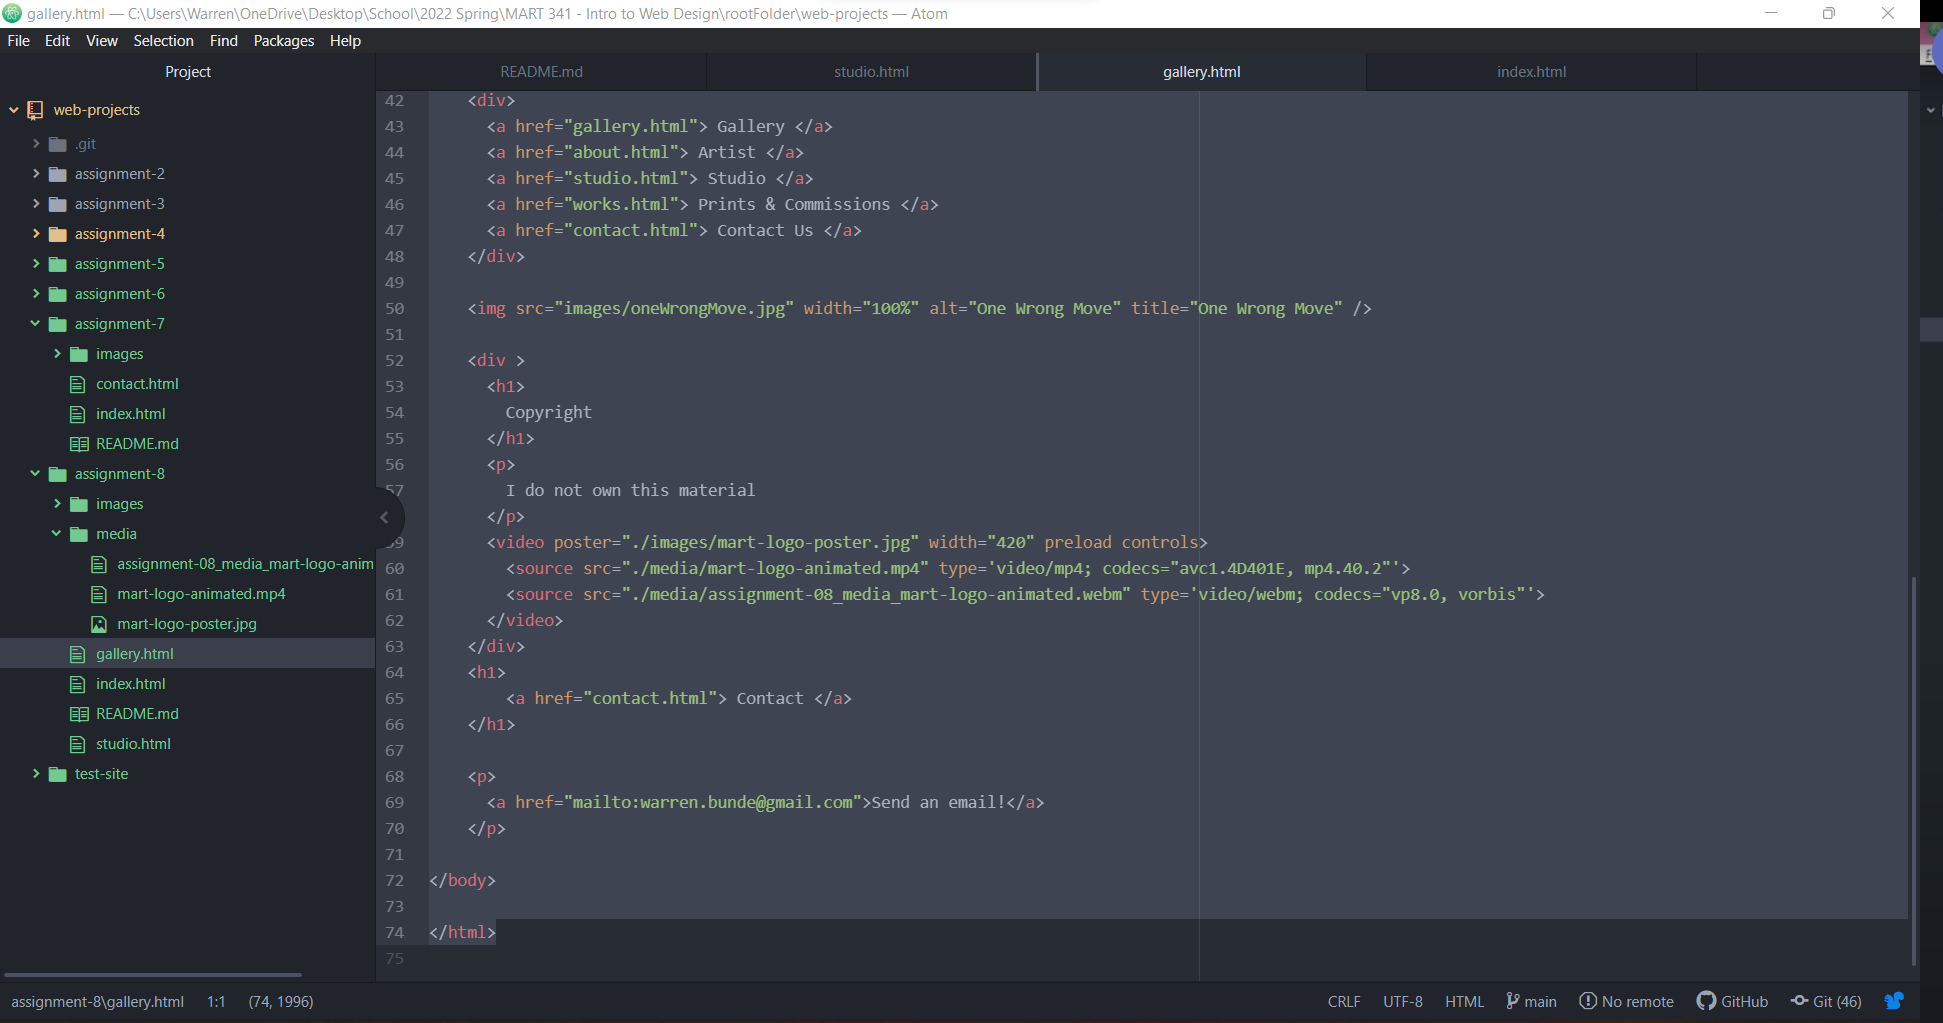 gallery.html — C:\Users\Warren\OneDrive\Desktop\School\2022 Spring\MART 341 - Intro to Web Design\rootFolder\web-projects — Atom
File Edit View Selection Find Packages Help
Project
README.md studio.html gallery.html index.html
web-projects
.git
assignment-2
assignment-3
assignment-4
assignment-5
assignment-6
assignment-7
images
contact.html
index.html
README.md
assignment-8
images
media
assignment-08_media_mart-logo-anim
mart-logo-animated.mp4
mart-logo-poster.jpg
gallery.html
index.html
README.md
studio.html
test-site
42 <div>
43 <a href="gallery.html"> Gallery </a>
44 <a href="about.html"> Artist </a>
45 <a href="studio.html"> Studio </a>
46 <a href="works.html"> Prints & Commissions </a>
47 <a href="contact.html"> Contact Us </a>
48 </div>
49
50 <img src="images/oneWrongMove.jpg" width="100%" alt="One Wrong Move" title="One Wrong Move" />
51
52 <div >
53 <h1>
54 Copyright
55 </h1>
56 <p>
57 I do not own this material
</p>
59 <video poster="./images/mart-logo-poster.jpg" width="420" preload controls>
60 <source src="./media/mart-logo-animated.mp4" type='video/mp4; codecs="avc1.4D401E, mp4.40.2"'>
61 <source src="./media/assignment-08_media_mart-logo-animated.webm" type='video/webm; codecs="vp8.0, vorbis"'>
62 </video>
63 </div>
64 <h1>
65 <a href="contact.html"> Contact </a>
66 </h1>
67
68 <p>
69 <a href="mailto:warren.bunde@gmail.com">Send an email!</a>
70 </p>
71
72 </body>
73
74 </html>
75
assignment-8\gallery.html 1:1 (74, 1996) CRLF UTF-8 HTML main No remote GitHub Git (46)